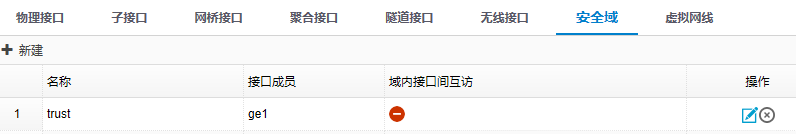 物理接口 子接口 网桥接口 聚合接口 隧道接口 无线接口 安全域 虚拟网线
新建
名称 接口成员 域内接口间互访 操作
1 trust ge1